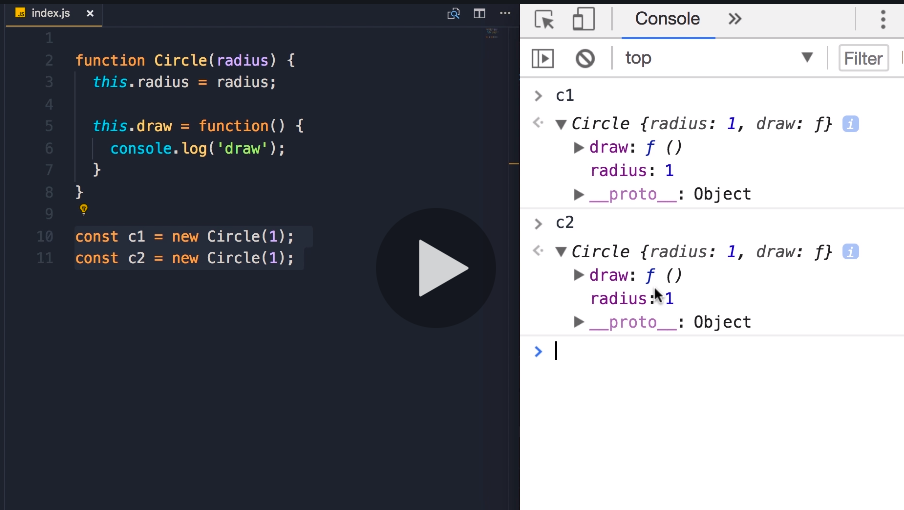 index.js ×
1
2 function Circle(radius) {
3   this.radius = radius;
4
5   this.draw = function() {
6     console.log('draw');
7   }
8 }
9
10 const c1 = new Circle(1);
11 const c2 = new Circle(1);
Console »
top ▼ Filter
> c1
▼Circle {radius: 1, draw: ƒ} i
▶draw: ƒ ()
radius: 1
▶__proto__: Object
> c2
▼Circle {radius: 1, draw: ƒ} i
▶draw: ƒ ()
radius: 1
▶__proto__: Object
>